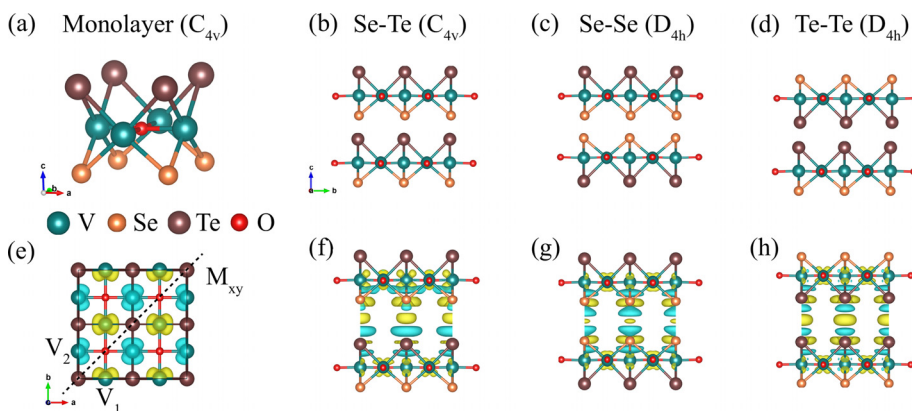 (a) Monolayer (C4v)
(b) Se-Te (C4v)
(c) Se-Se (D4h)
(d) Te-Te (D4h)
c
b
a
c
b
V Se Te O
(e)
Mxy
V2
V1
b
a
(f)
(g)
(h)